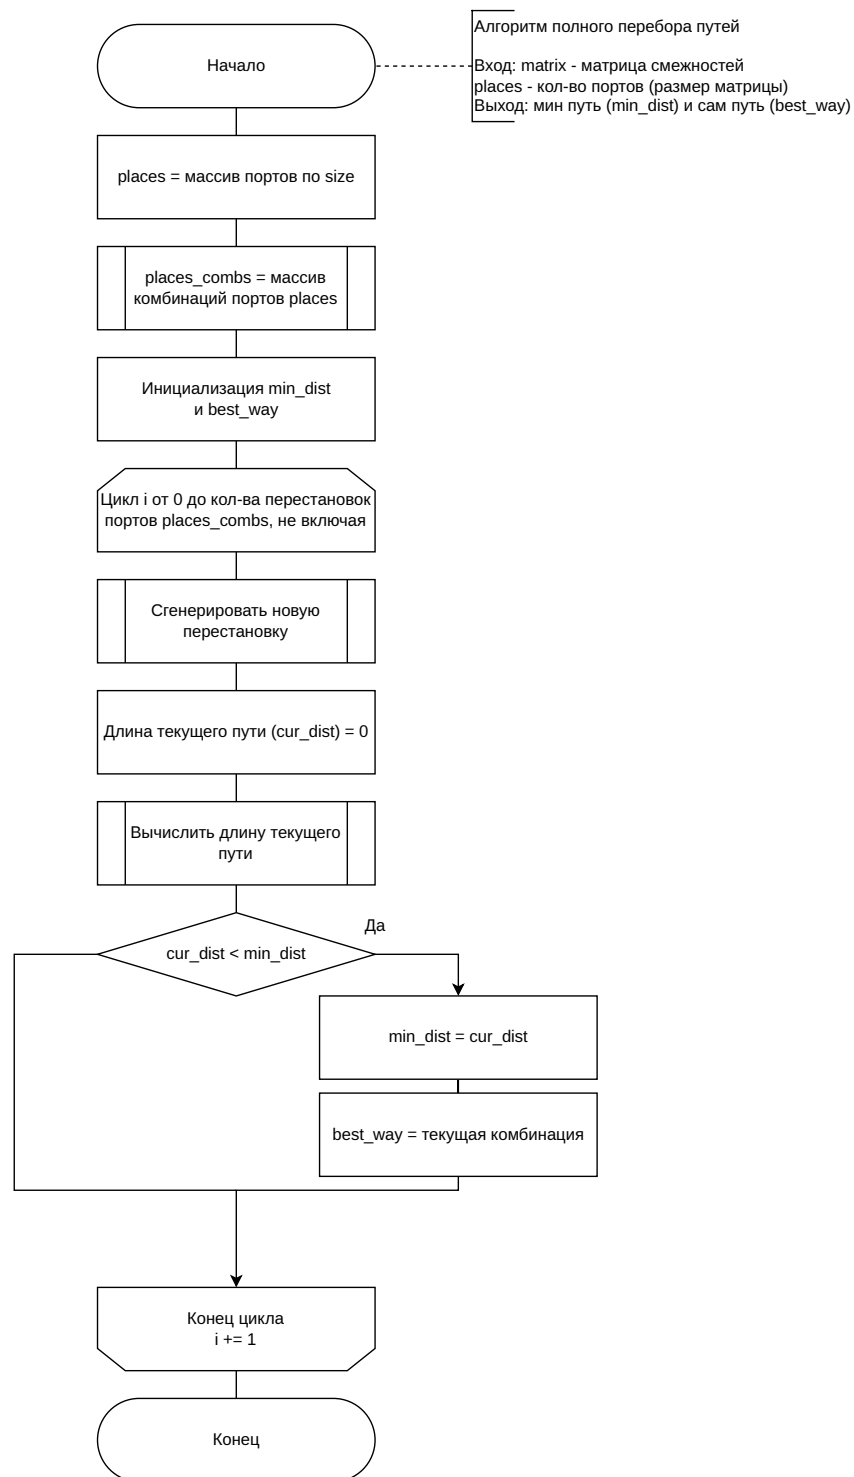 Начало
Алгоритм полного перебора путей
Вход: matrix - матрица смежностей
places - кол-во портов (размер матрицы)
Выход: мин путь (min_dist) и сам путь (best_way)
places = массив портов по size
places_combs = массив
комбинаций портов places
Инициализация min_dist
и best_way
Цикл i от 0 до кол-ва перестановок
портов places_combs, не включая
Сгенерировать новую
перестановку
Длина текущего пути (cur_dist) = 0
Вычислить длину текущего
пути
Да
cur_dist < min_dist
min_dist = cur_dist
best_way = текущая комбинация
Конец цикла
i += 1
Конец